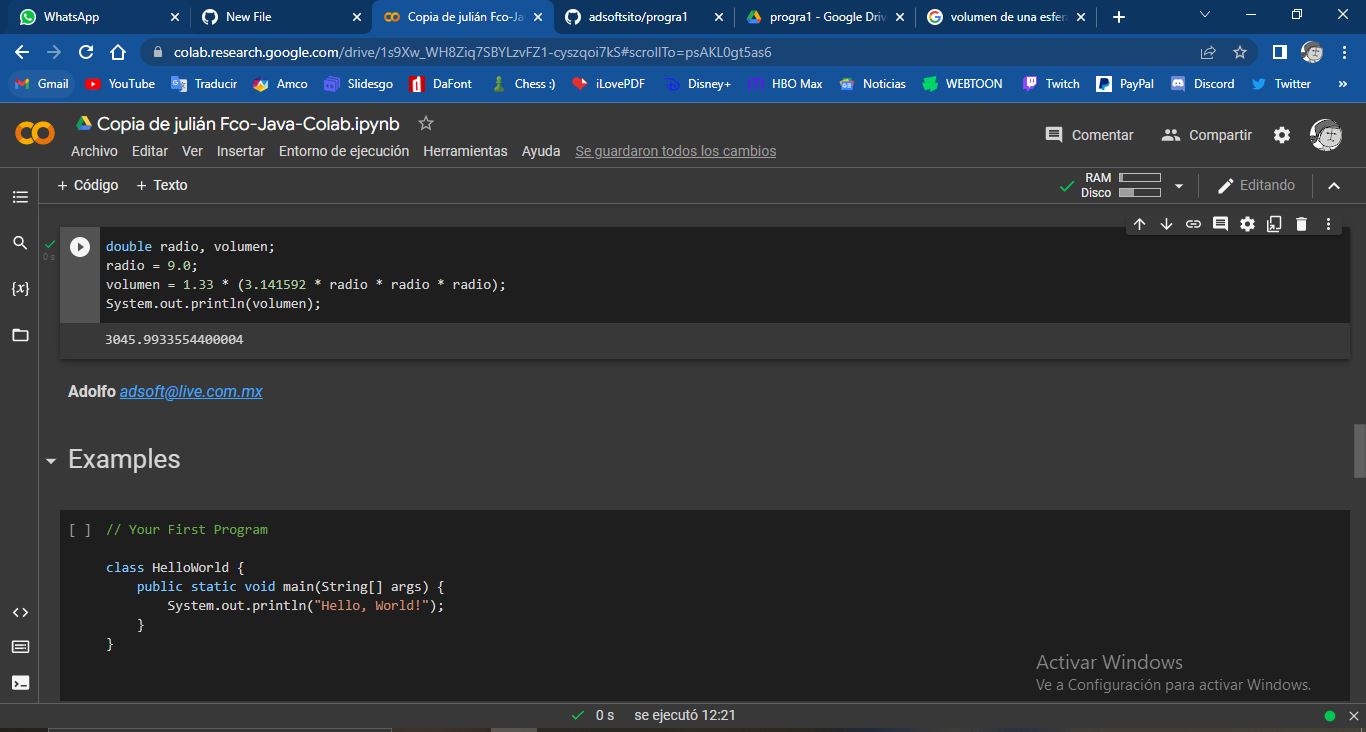 WhatsApp
New File
Copia de julián Fco-Ja
adsoftsito/progra1
progra1 - Google Driv
volumen de una esfer
colab.research.google.com/drive/1s9Xw_WH8Ziq7SBYLzvFZ1-cyszqoi7kS#scrollTo=psAKL0gt5as6
Gmail
YouTube
Traducir
Amco
Slidesgo
DaFont
Chess :)
iLovePDF
Disney+
HBO Max
Noticias
WEBTOON
Twitch
PayPal
Discord
Twitter
»
Copia de julián Fco-Java-Colab.ipynb
Comentar
Compartir
Archivo Editar Ver Insertar Entorno de ejecución Herramientas Ayuda Se guardaron todos los cambios
+ Código + Texto
RAM
Disco
Editando
{x}
0 s
double radio, volumen;
radio = 9.0;
volumen = 1.33 * (3.141592 * radio * radio * radio);
System.out.println(volumen);
3045.9933554400004
Adolfo adsoft@live.com.mx
Examples
[ ] // Your First Program
class HelloWorld {
public static void main(String[] args) {
System.out.println("Hello, World!");
}
}
Activar Windows
Ve a Configuración para activar Windows.
0 s se ejecutó 12:21